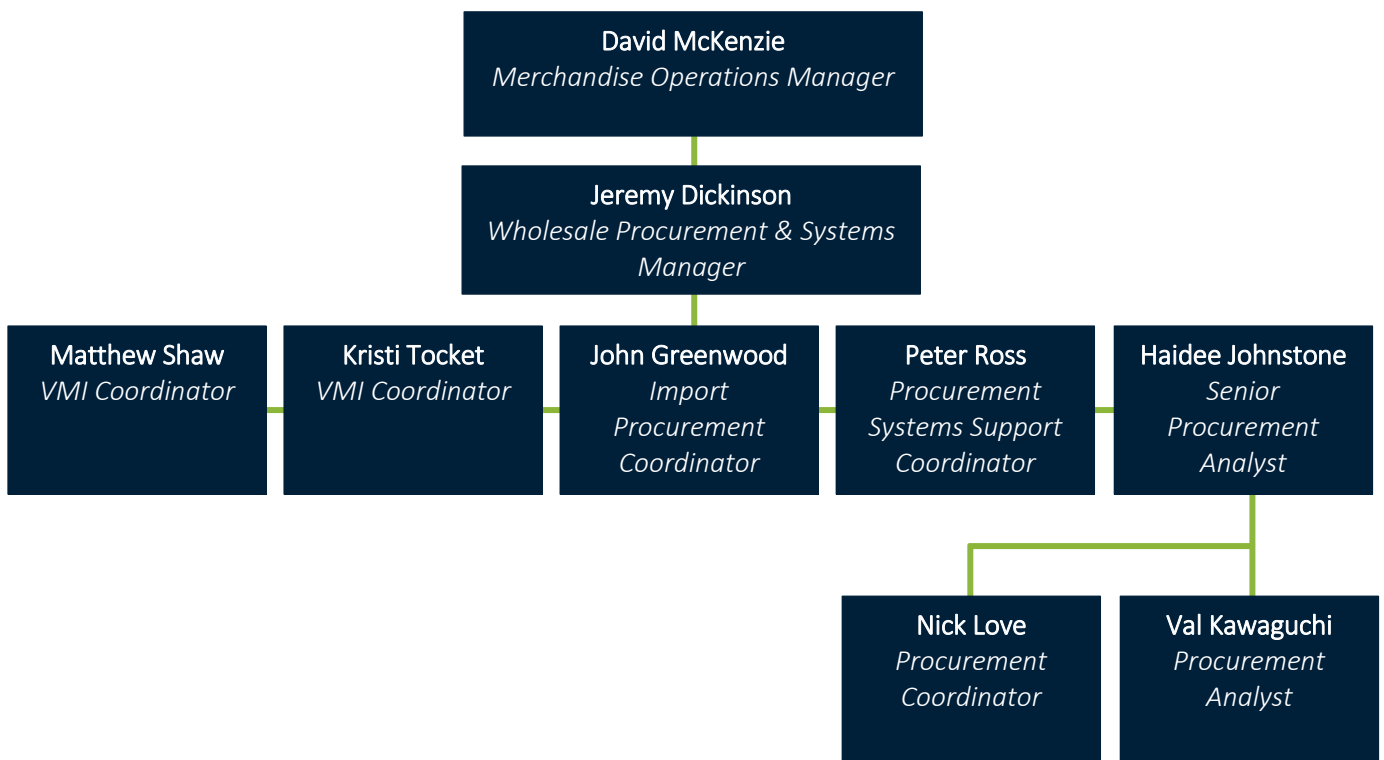 David McKenzie
Merchandise Operations Manager
Jeremy Dickinson
Wholesale Procurement & Systems
Manager
Matthew Shaw
VMI Coordinator
Kristi Tocket
VMI Coordinator
John Greenwood
Import
Procurement
Coordinator
Peter Ross
Procurement
Systems Support
Coordinator
Haidee Johnstone
Senior
Procurement
Analyst
Nick Love
Procurement
Coordinator
Val Kawaguchi
Procurement
Analyst